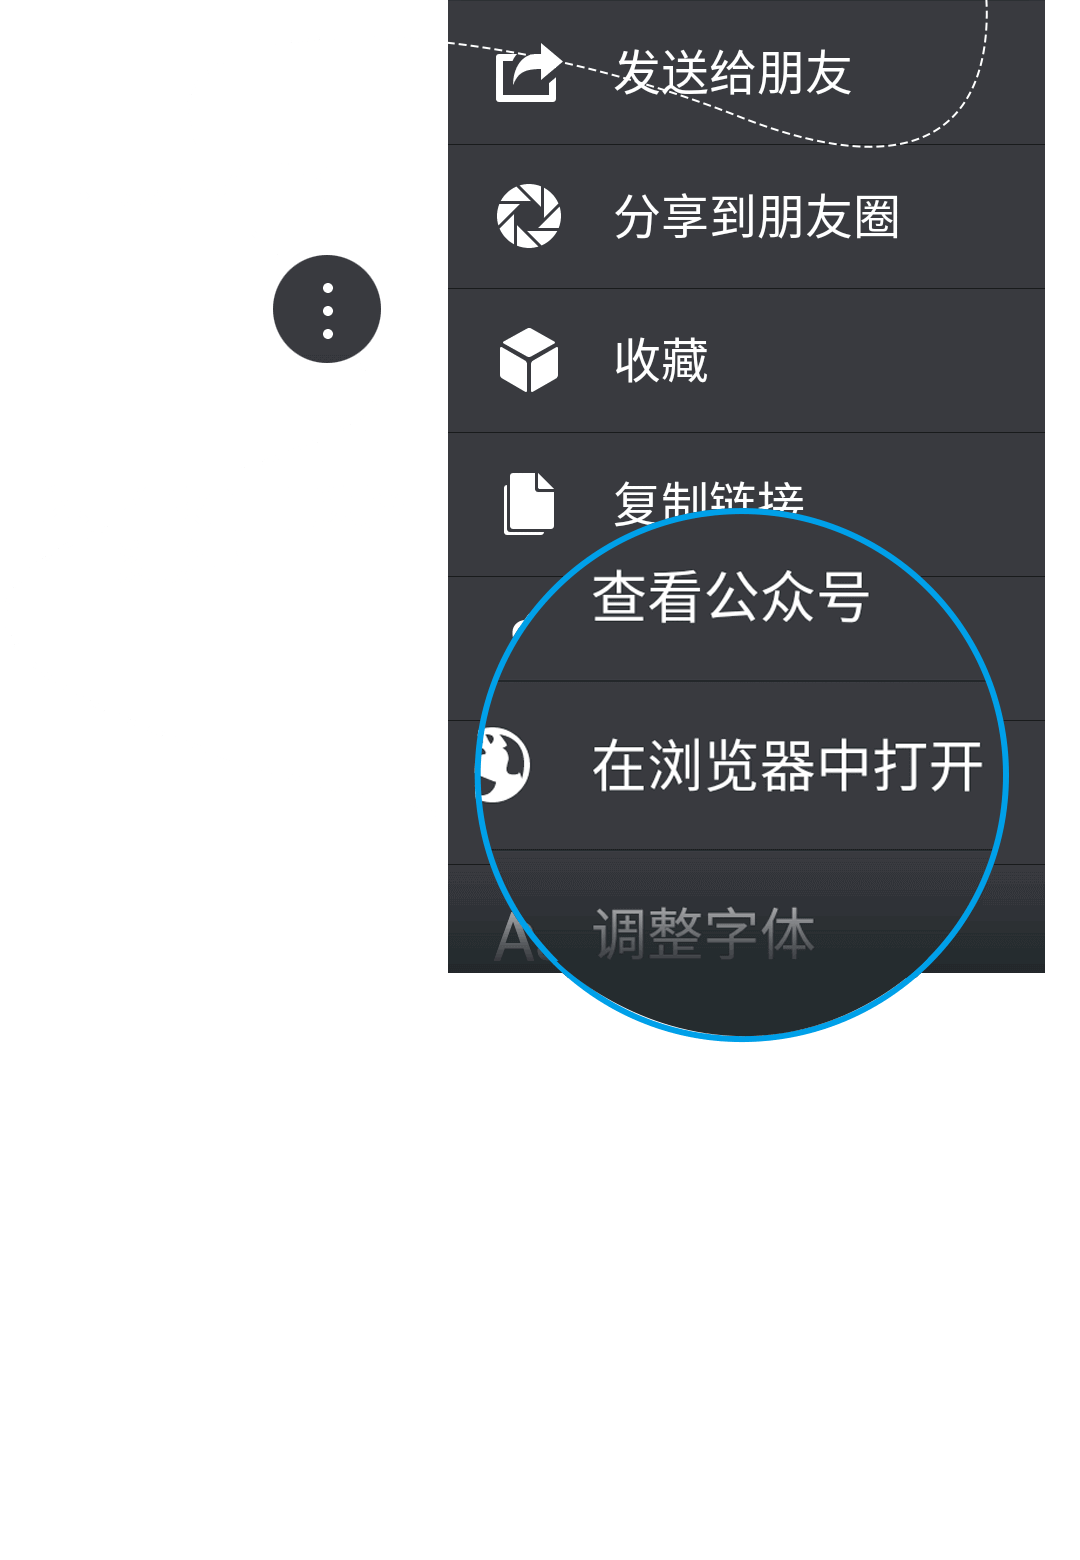 发送给朋友
分享到朋友圈
收藏
复制链接
查看公众号
在浏览器中打开
调整字体